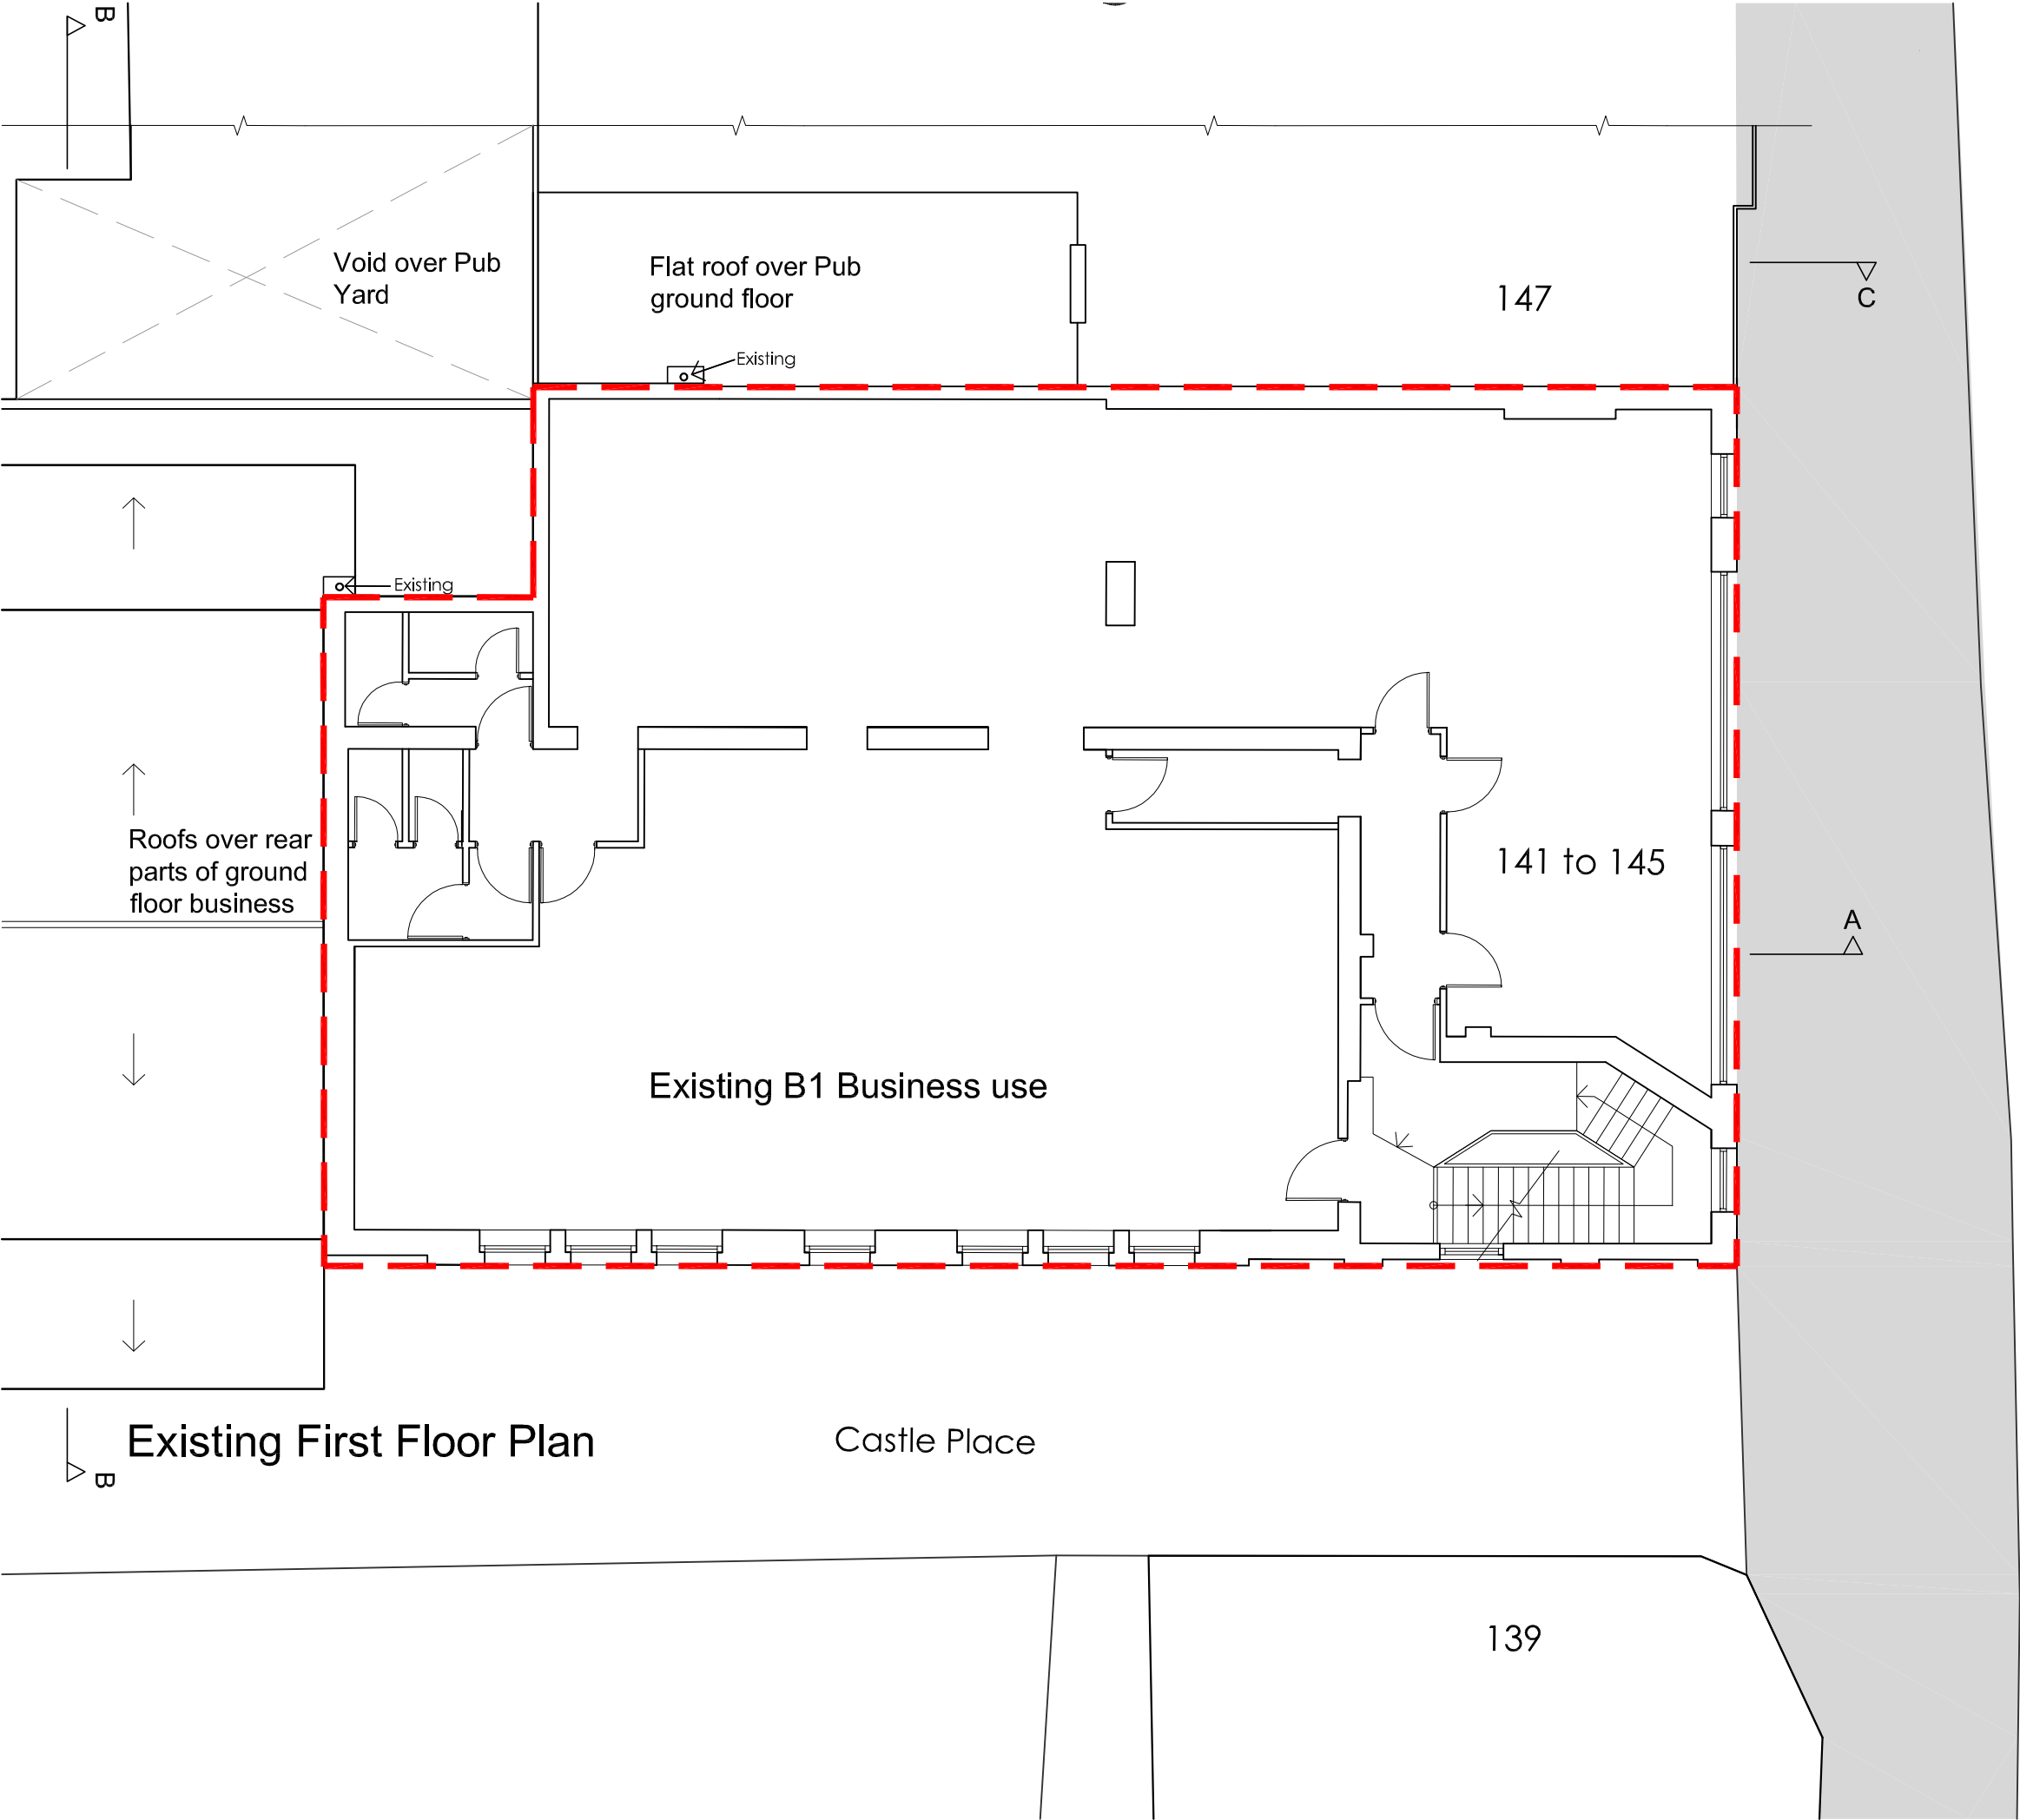 B
Void over Pub
Yard
Flat roof over Pub
ground floor
147
C
Existing
Existing
Roofs over rear
parts of ground
floor business
141 to 145
A
Existing B1 Business use
Existing First Floor Plan
Castle Place
B
139